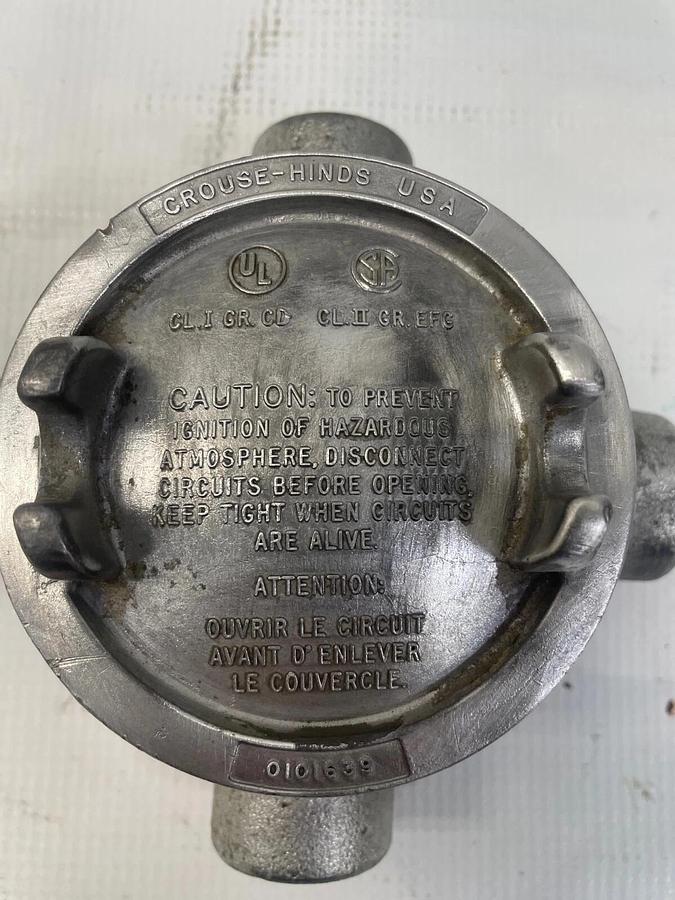 CROUSE-HINDS USA
UL SA
CL.I GR.CD CL.II GR.EFG
CAUTION: TO PREVENT
IGNITION OF HAZARDOUS
ATMOSPHERE, DISCONNECT
CIRCUITS BEFORE OPENING,
KEEP TIGHT WHEN CIRCUITS
ARE ALIVE.
ATTENTION:
OUVRIR LE CIRCUIT
AVANT D'ENLEVER
LE COUVERCLE.
0101639